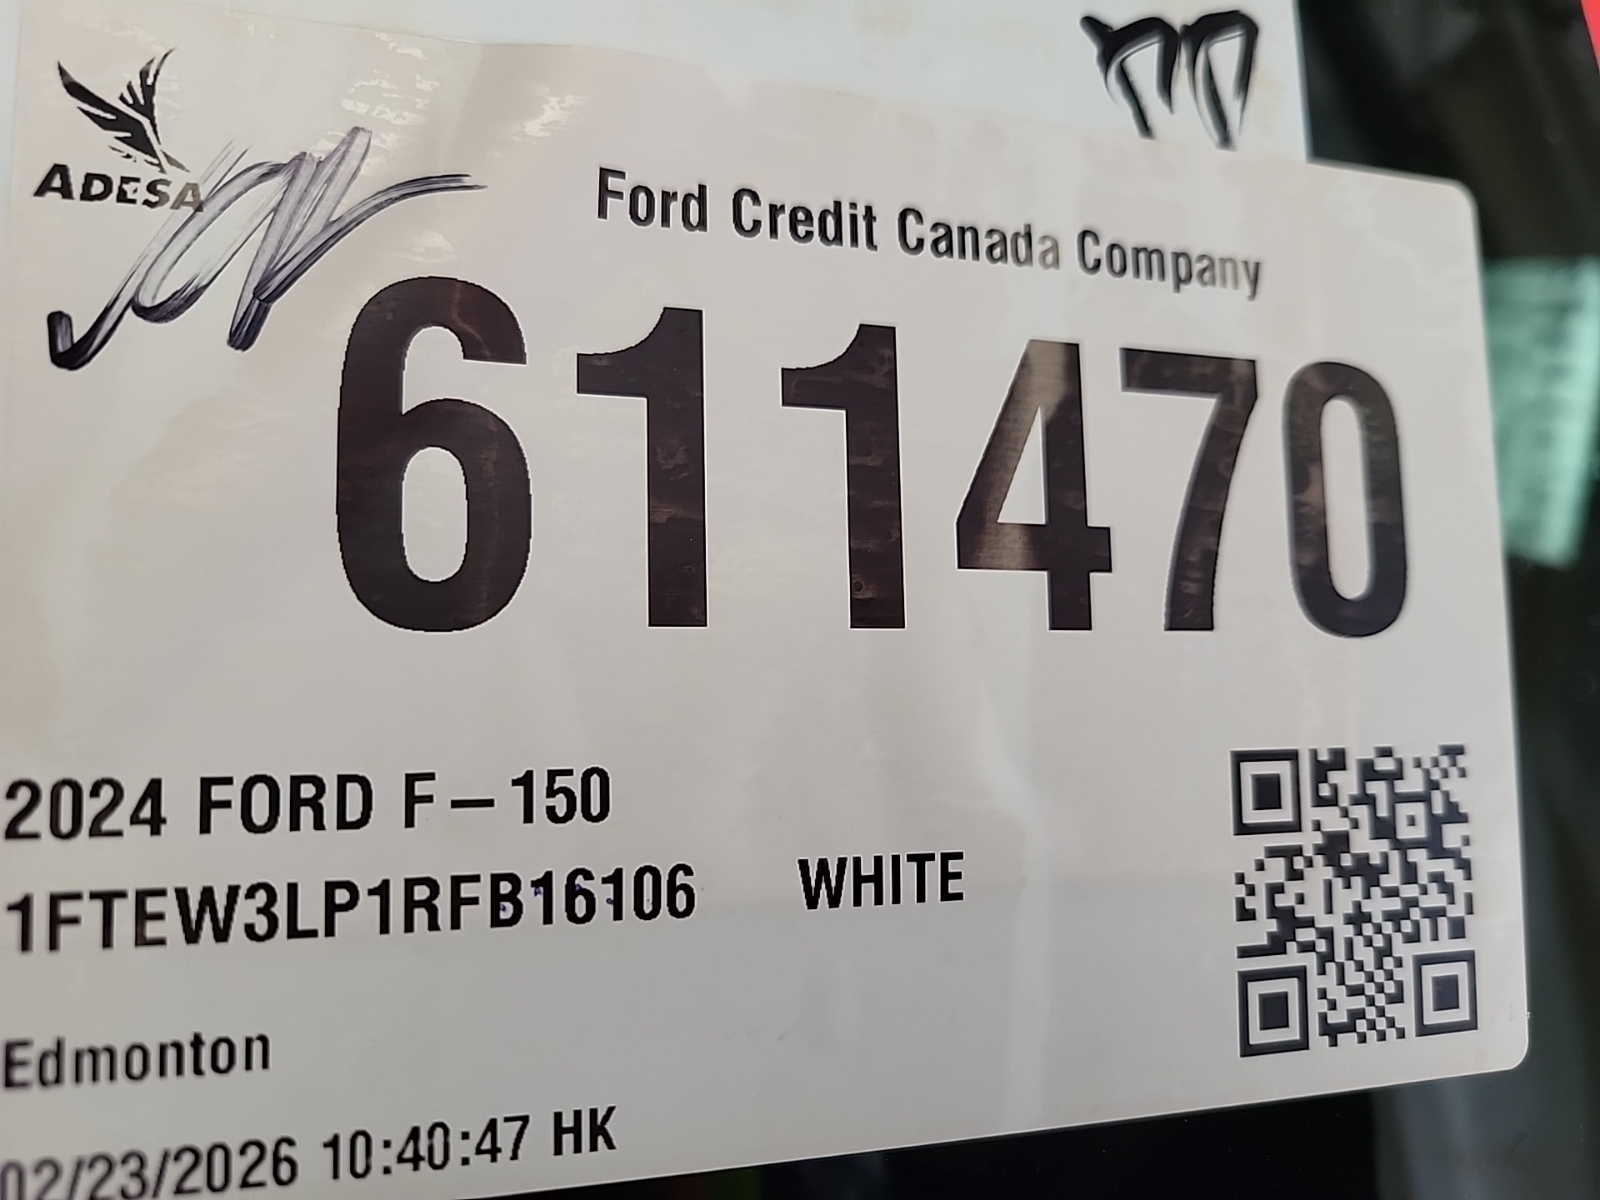 ADESA
Ford Credit Canada Company
611470
2024 FORD F-150
1FTEW3LP1RFB16106 WHITE
Edmonton
02/23/2026 10:40:47 HK